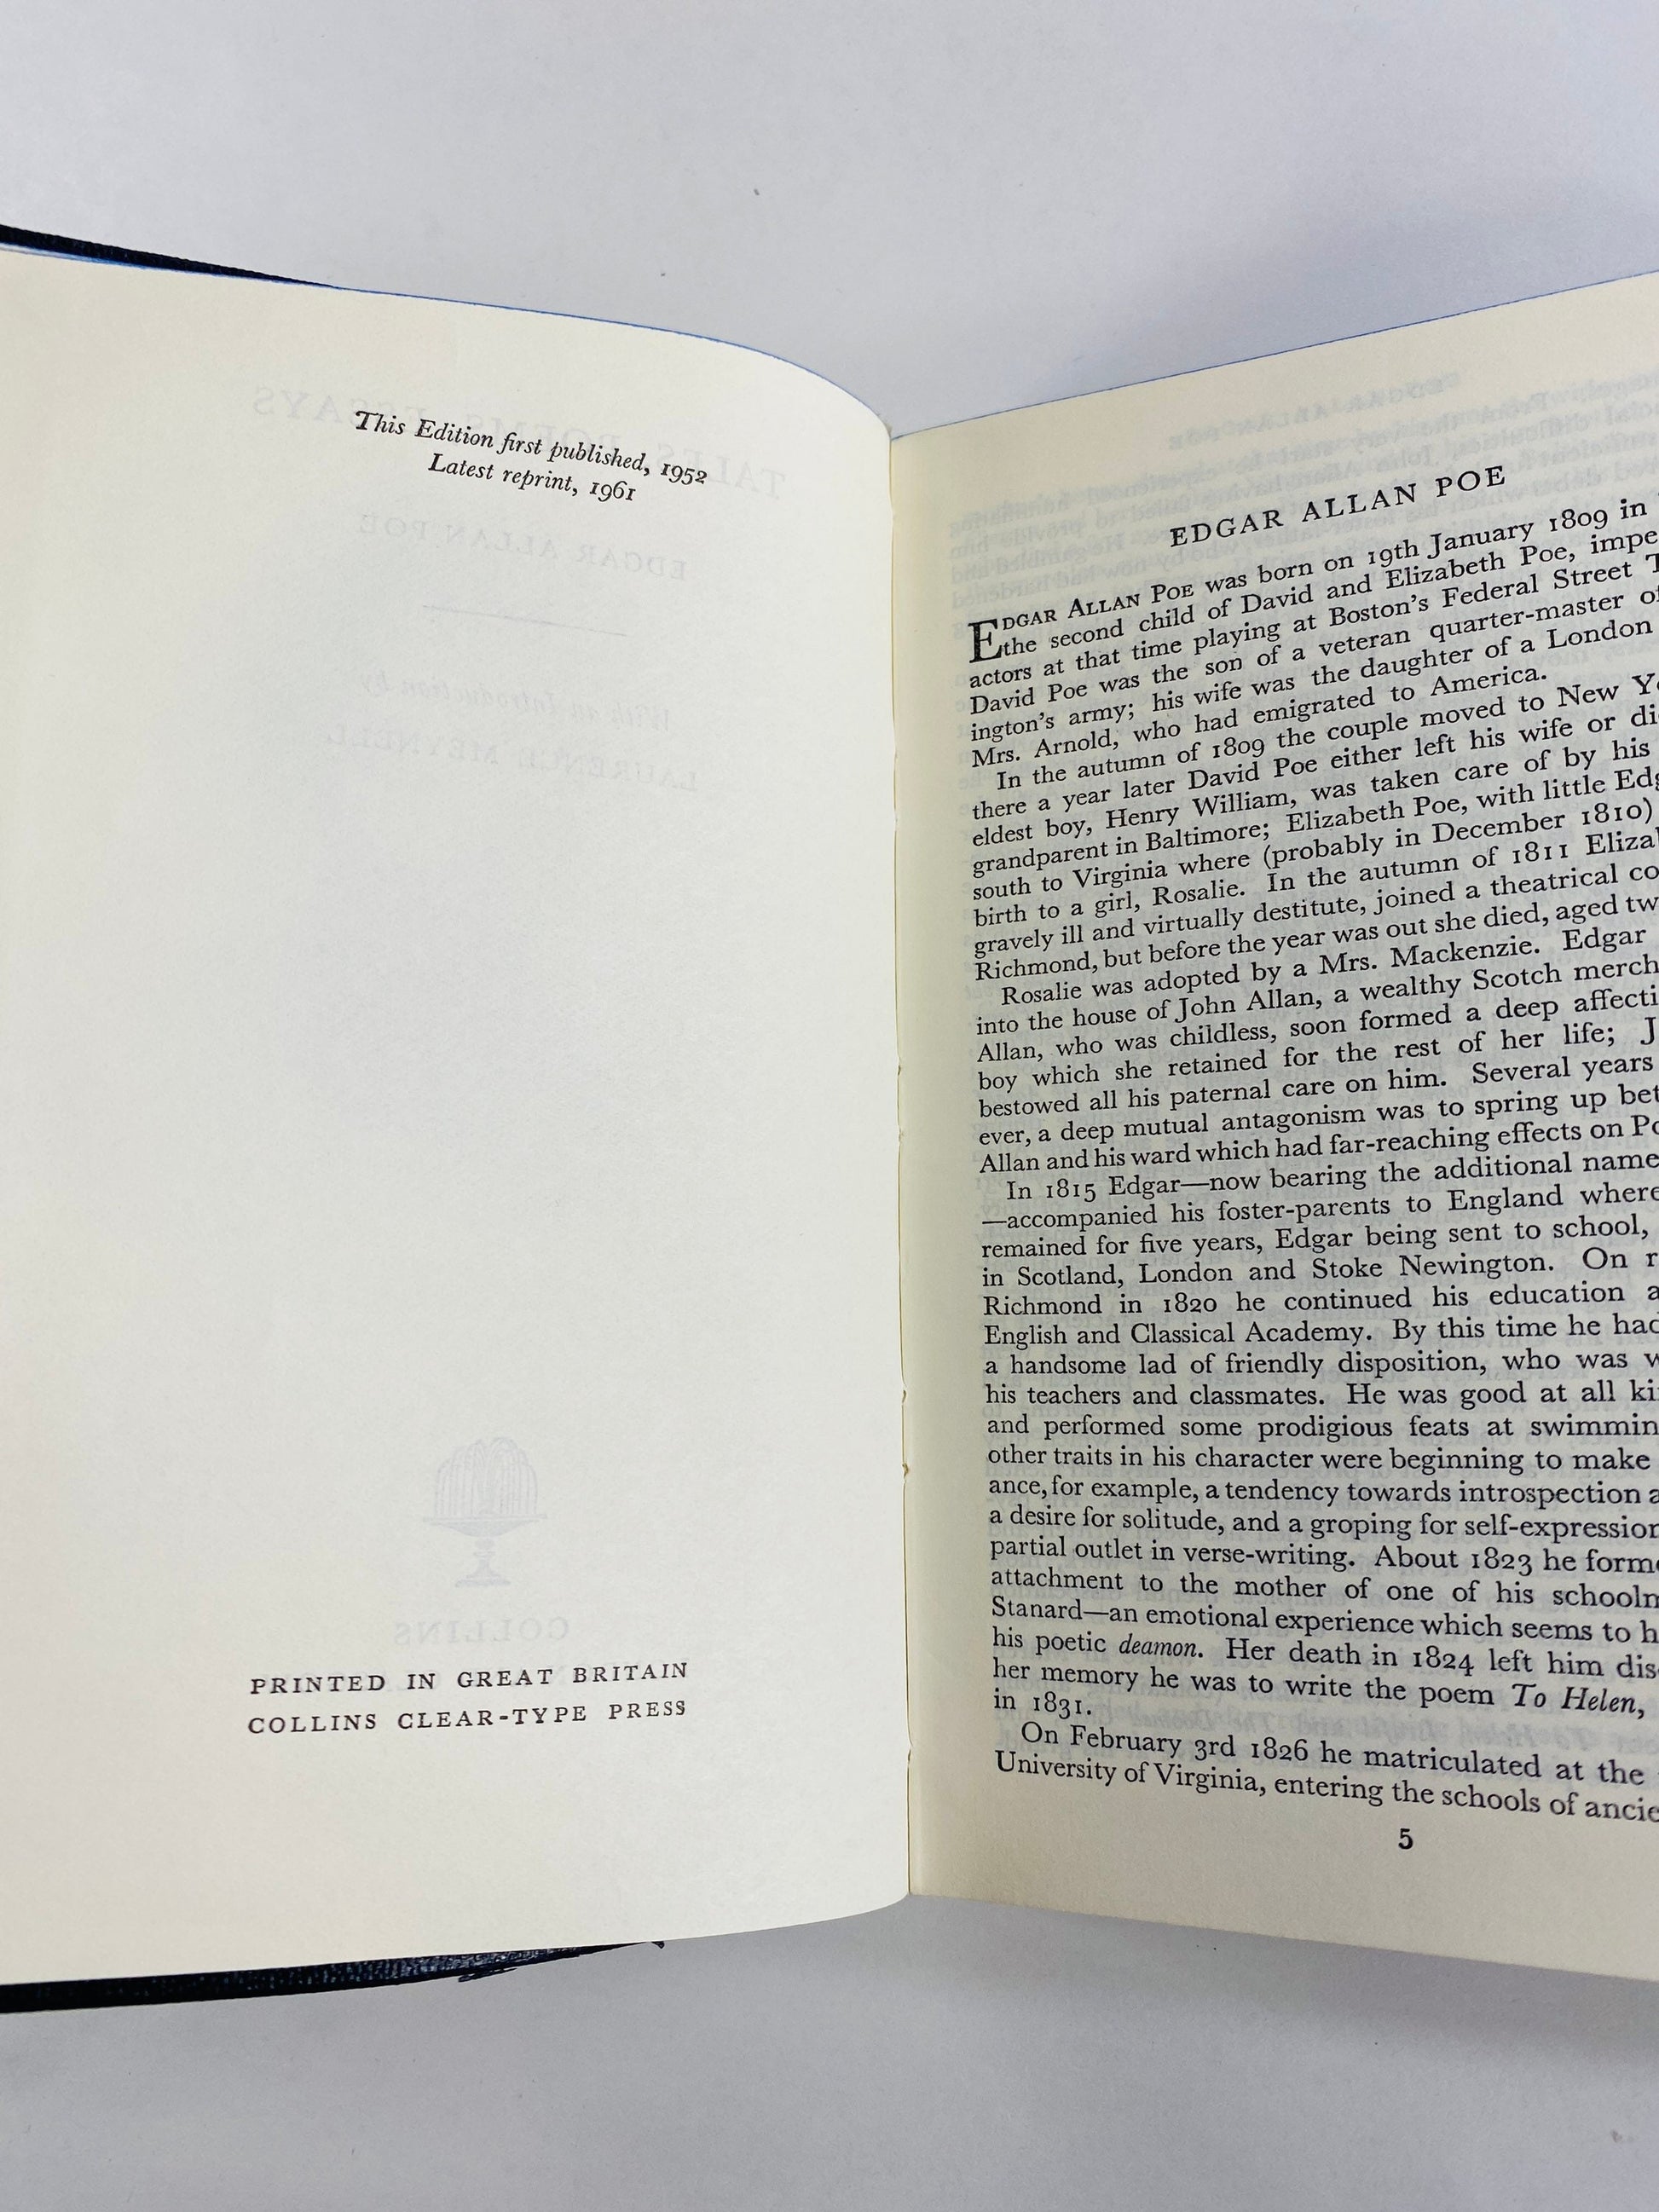 This Edition first published, 1952
Latest reprint, 1961
PRINTED IN GREAT BRITAIN
COLLINS CLEAR-TYPE PRESS
EDGAR ALLAN POE
EDGAR ALLAN POE was born on 19th January 1809 in
the second child of David and Elizabeth Poe, impe
actors at that time playing at Boston's Federal Street T
David Poe was the son of a veteran quarter-master of
ington's army; his wife was the daughter of a London
Mrs. Arnold, who had emigrated to America.
In the autumn of 1809 the couple moved to New Yo
there a year later David Poe either left his wife or di
eldest boy, Henry William, was taken care of by his
grandparent in Baltimore; Elizabeth Poe, with little Edg
south to Virginia where (probably in December 1810)
birth to a girl, Rosalie. In the autumn of 1811 Eliza
gravely ill and virtually destitute, joined a theatrical co
Richmond, but before the year was out she died, aged tw
Rosalie was adopted by a Mrs. Mackenzie. Edgar
into the house of John Allan, a wealthy Scotch merch
Allan, who was childless, soon formed a deep affecti
boy which she retained for the rest of her life; J
bestowed all his paternal care on him. Several years
ever, a deep mutual antagonism was to spring up bet
Allan and his ward which had far-reaching effects on Po
In 1815 Edgar—now bearing the additional name
—accompanied his foster-parents to England where
remained for five years, Edgar being sent to school,
in Scotland, London and Stoke Newington. On r
Richmond in 1820 he continued his education a
English and Classical Academy. By this time he had
a handsome lad of friendly disposition, who was w
his teachers and classmates. He was good at all ki
and performed some prodigious feats at swimmin
other traits in his character were beginning to make
ance, for example, a tendency towards introspection a
a desire for solitude, and a groping for self-expression
partial outlet in verse-writing. About 1823 he forme
attachment to the mother of one of his schoolm
Stanard—an emotional experience which seems to h
his poetic deamon. Her death in 1824 left him dis
her memory he was to write the poem To Helen,
in 1831.
On February 3rd 1826 he matriculated at the
University of Virginia, entering the schools of ancie
5